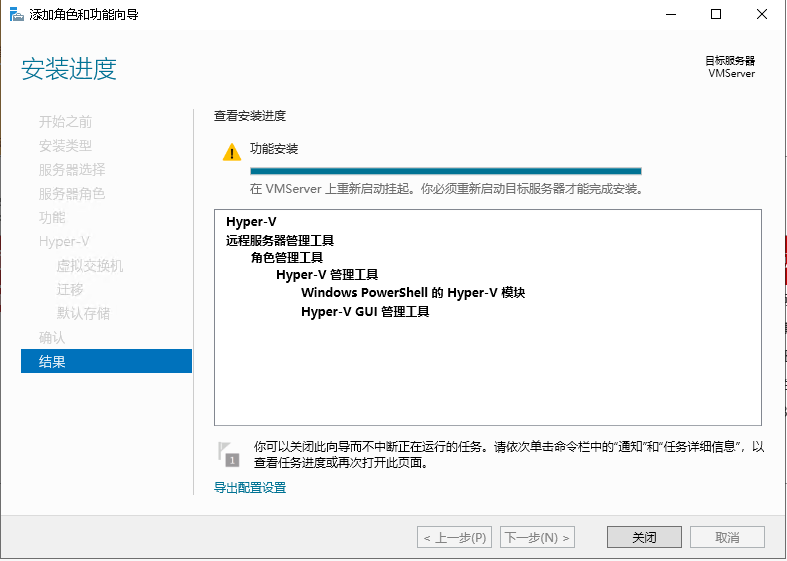 添加角色和功能向导
安装进度
目标服务器
VMServer
开始之前
安装类型
服务器选择
服务器角色
功能
Hyper-V
虚拟交换机
迁移
默认存储
确认
结果
查看安装进度
功能安装
在 VMServer 上重新启动挂起。你必须重新启动目标服务器才能完成安装。
Hyper-V
远程服务器管理工具
角色管理工具
Hyper-V 管理工具
Windows PowerShell 的 Hyper-V 模块
Hyper-V GUI 管理工具
1
你可以关闭此向导而不中断正在运行的任务。请依次单击命令栏中的"通知"和"任务详细信息"，以
查看任务进度或再次打开此页面。
导出配置设置
< 上一步(P)
下一步(N) >
关闭
取消